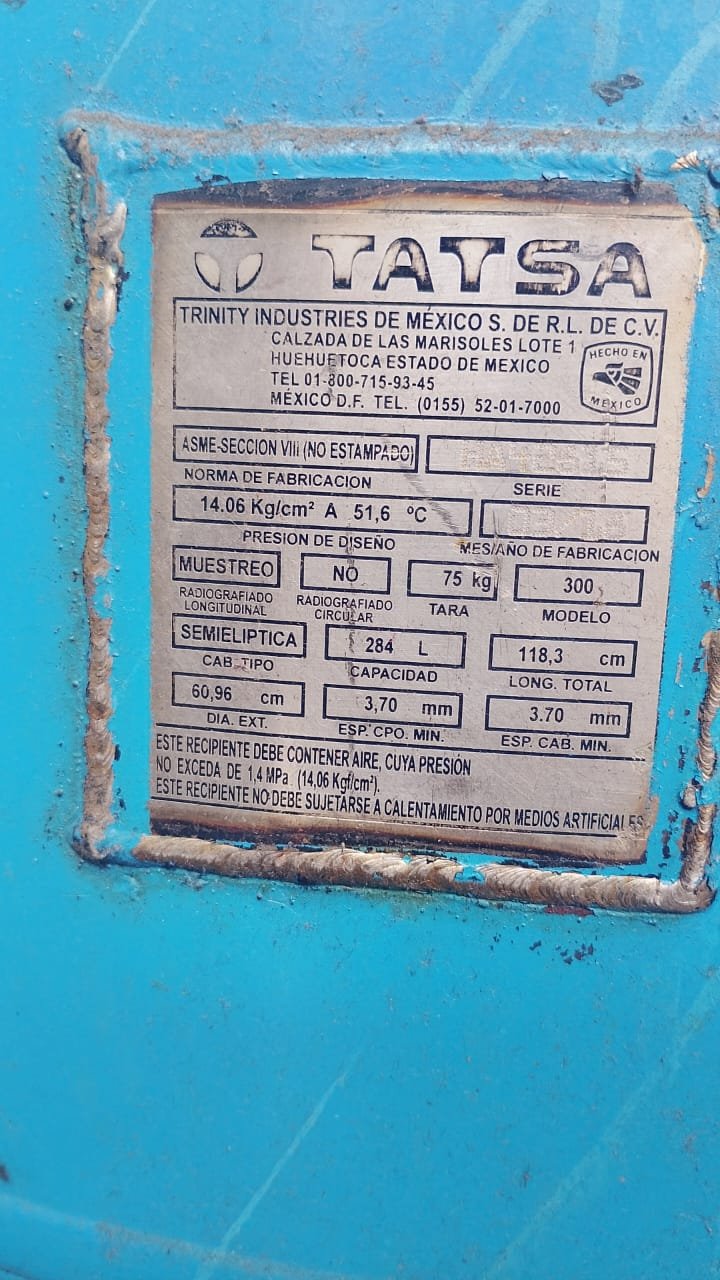 TATSA
TRINITY INDUSTRIES DE MÉXICO S. DE R.L. DE C.V.
CALZADA DE LAS MARISOLES LOTE 1
HUEHUETOCA ESTADO DE MEXICO
TEL 01-800-715-93-45
MÉXICO D.F. TEL. (0155) 52-01-7000
HECHO EN
MÉXICO
ASME-SECCION VIII (NO ESTAMPADO)
NORMA DE FABRICACION
SERIE
14.06 Kg/cm² A 51,6 ºC
PRESION DE DISEÑO
MES/AÑO DE FABRICACION
MUESTREO
NO
75 kg
300
RADIOGRAFIADO
LONGITUDINAL
RADIOGRAFIADO
CIRCULAR
TARA
MODELO
SEMIELIPTICA
284 L
118,3 cm
CAB. TIPO
CAPACIDAD
LONG. TOTAL
60,96 cm
3,70 mm
3.70 mm
DIA. EXT.
ESP. CPO. MIN.
ESP. CAB. MIN.
ESTE RECIPIENTE DEBE CONTENER AIRE, CUYA PRESIÓN
NO EXCEDA DE 1,4 MPa (14,06 Kgf/cm²).
ESTE RECIPIENTE NO DEBE SUJETARSE A CALENTAMIENTO POR MEDIOS ARTIFICIALES